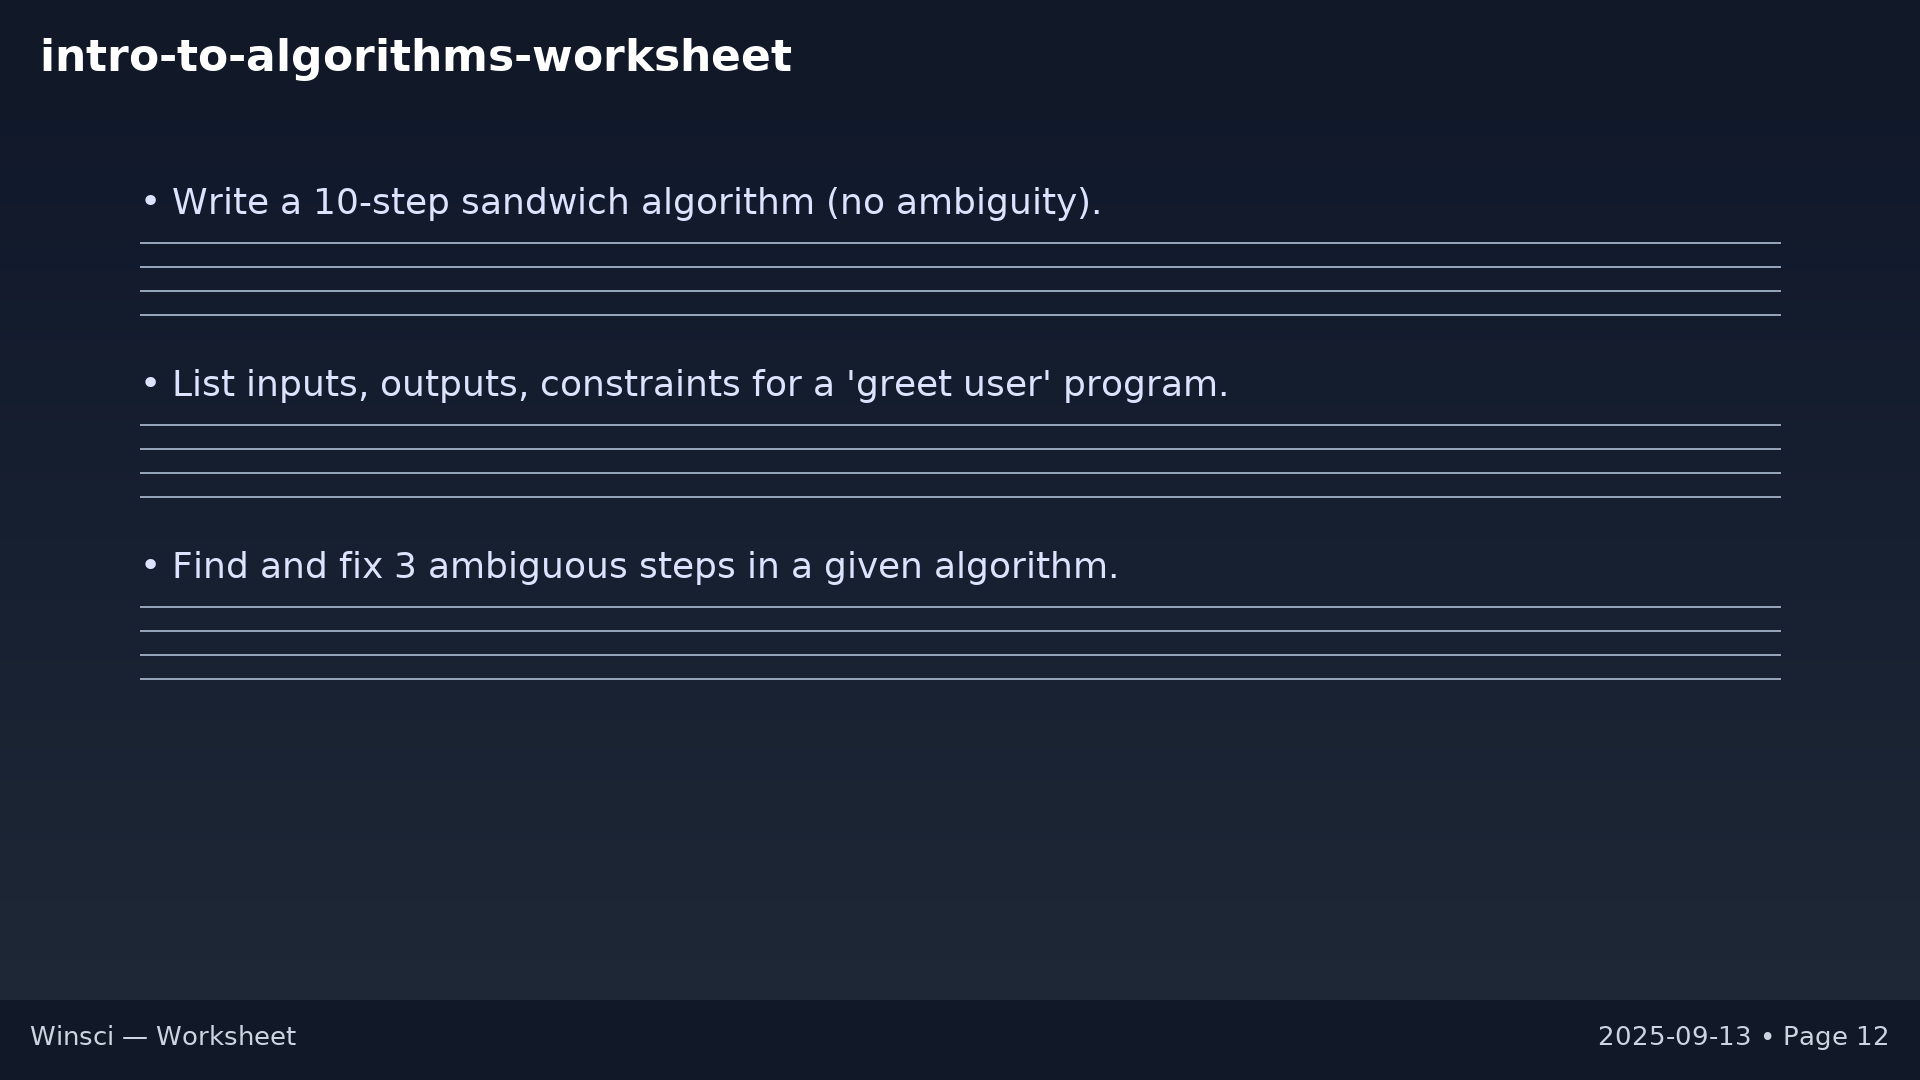 intro-to-algorithms-worksheet
• Write a 10-step sandwich algorithm (no ambiguity).
• List inputs, outputs, constraints for a 'greet user' program.
• Find and fix 3 ambiguous steps in a given algorithm.
Winsci — Worksheet
2025-09-13 • Page 12